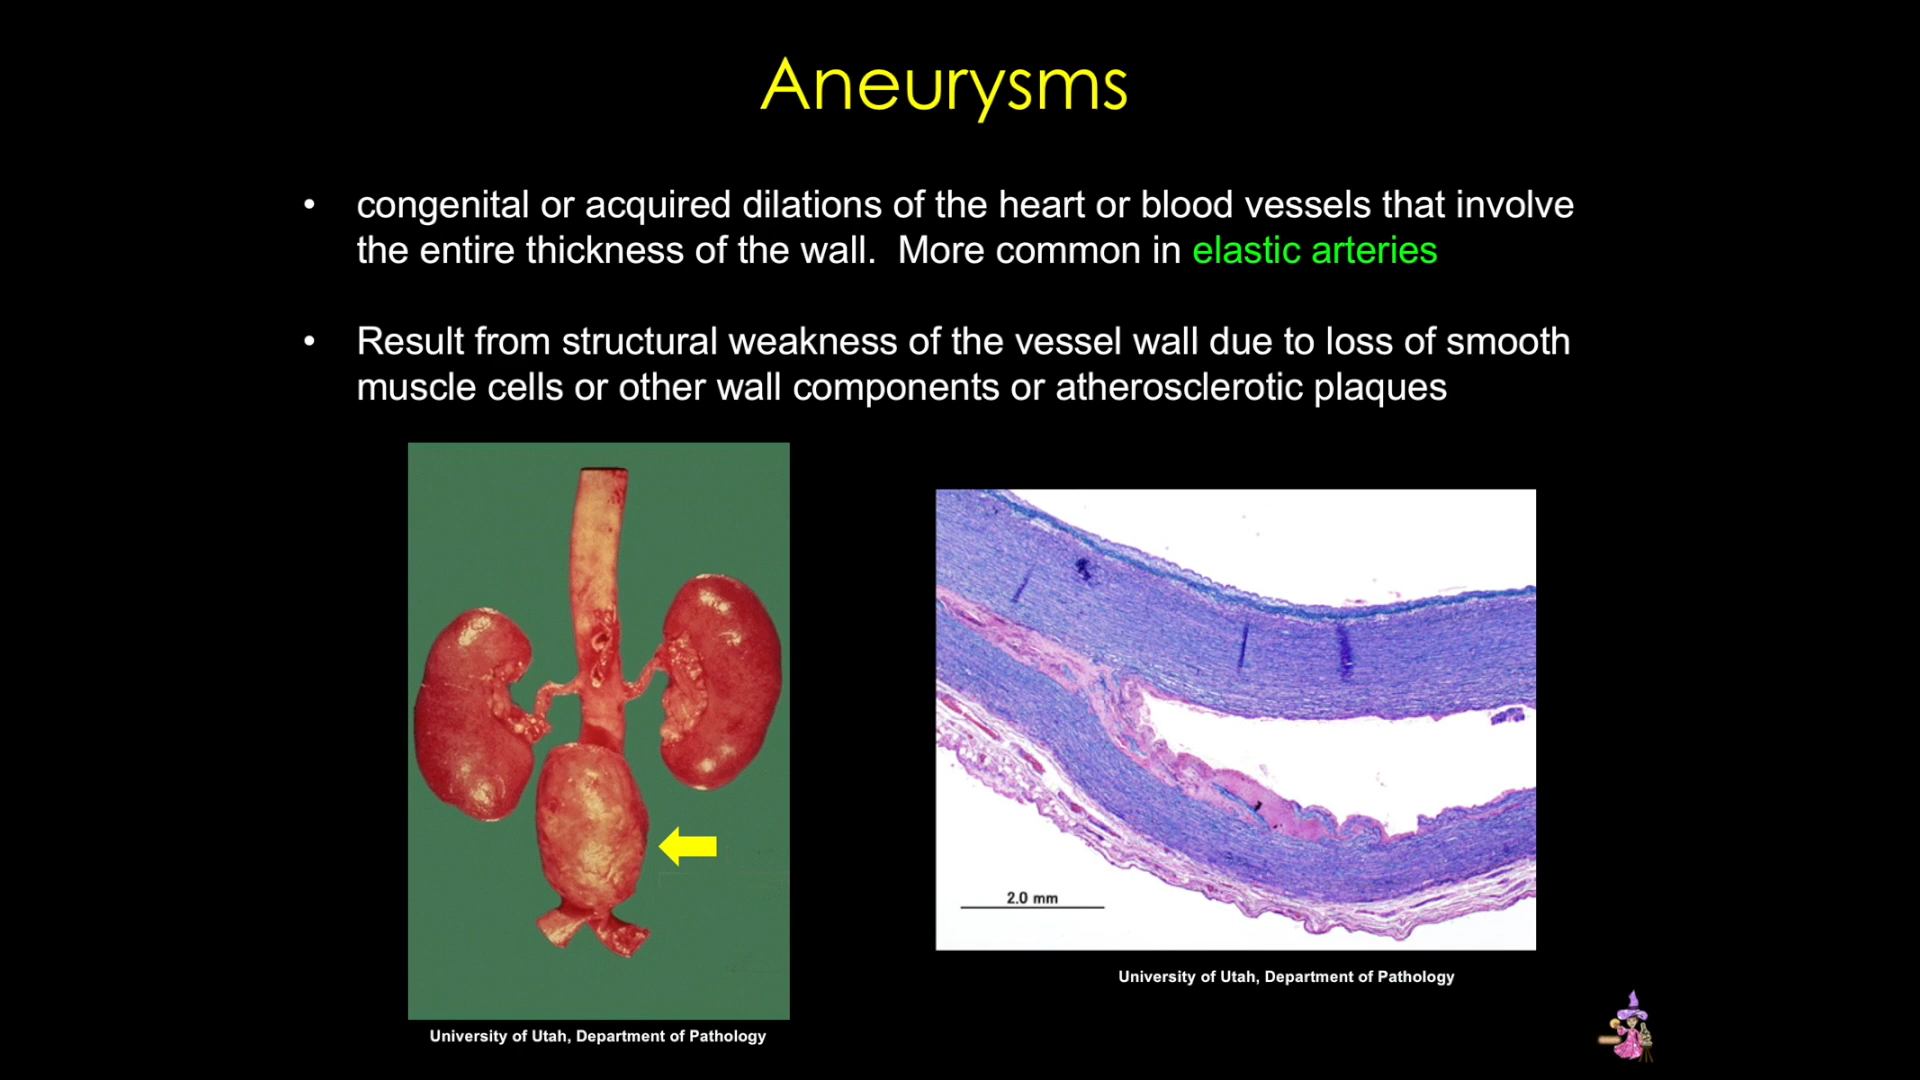 Aneurysms
• congenital or acquired dilations of the heart or blood vessels that involve
the entire thickness of the wall.  More common in elastic arteries
• Result from structural weakness of the vessel wall due to loss of smooth
muscle cells or other wall components or atherosclerotic plaques
2.0 mm
University of Utah, Department of Pathology
University of Utah, Department of Pathology